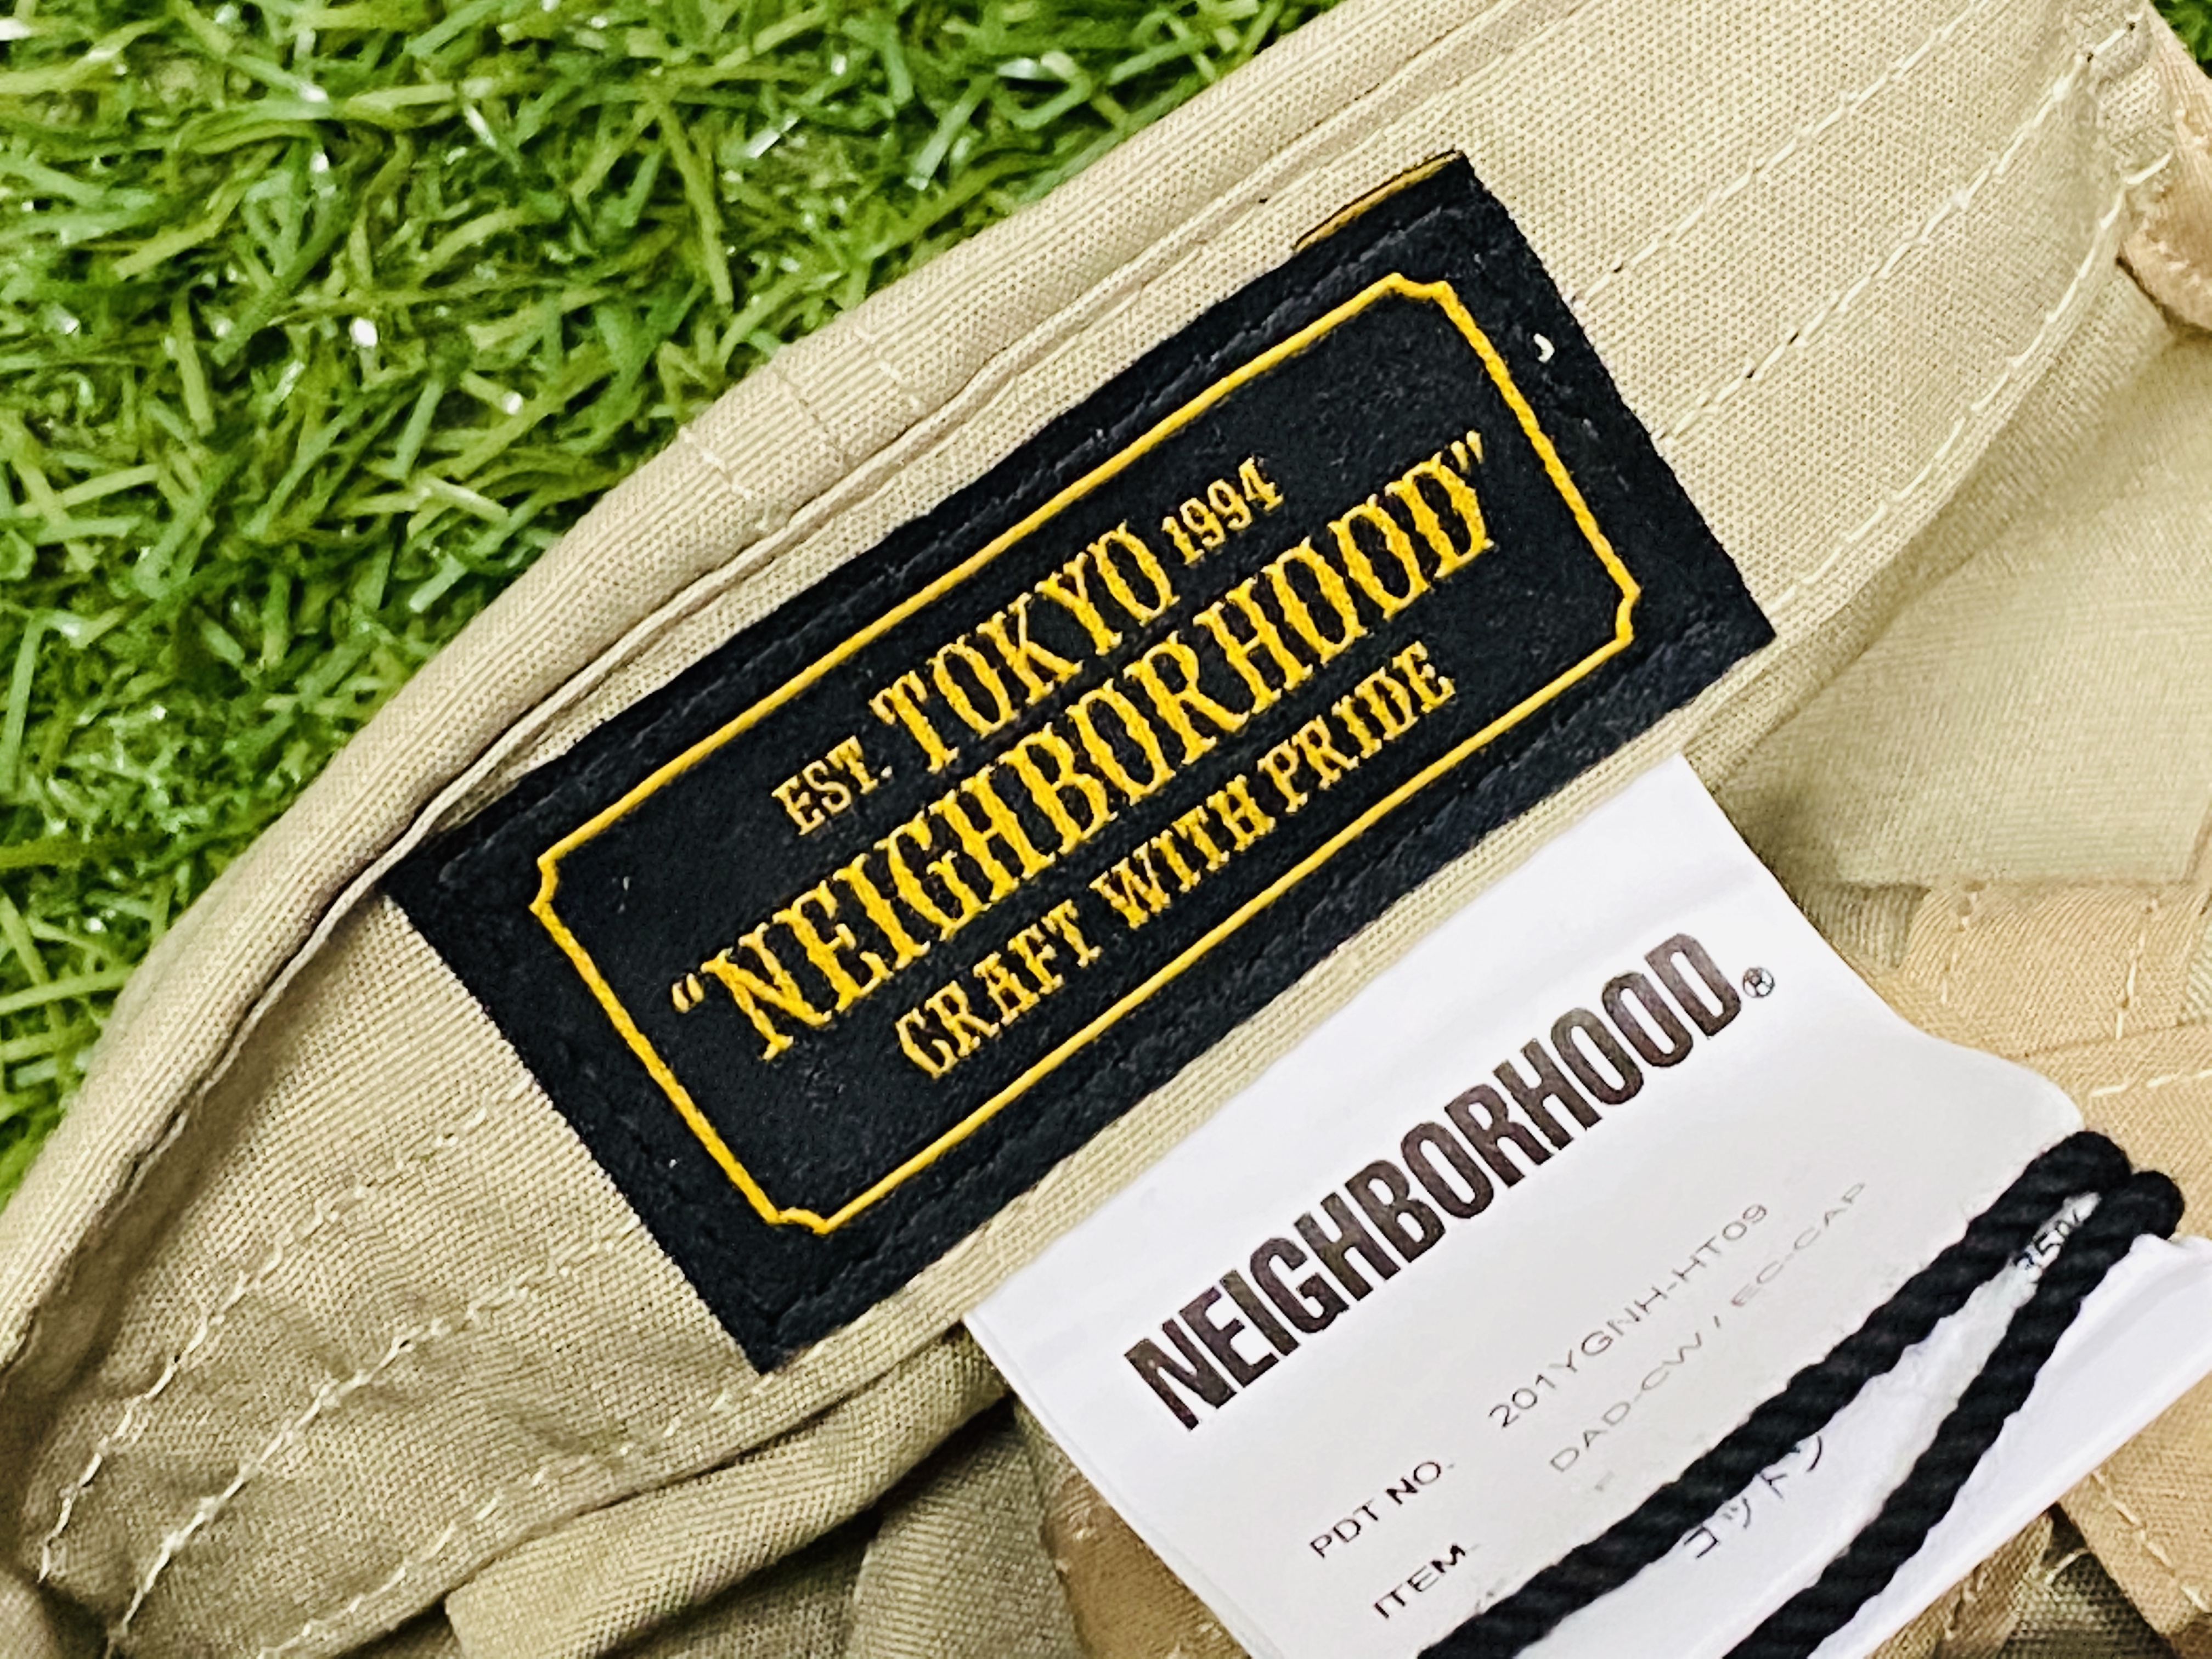 EST. TOKYO 1994
"NEIGHBORHOOD"
CRAFT WITH PRIDE
NEIGHBORHOOD®
PDT NO. 201YGNH-HT09
ITEM. DAD-CW / EC-CAP
コットン